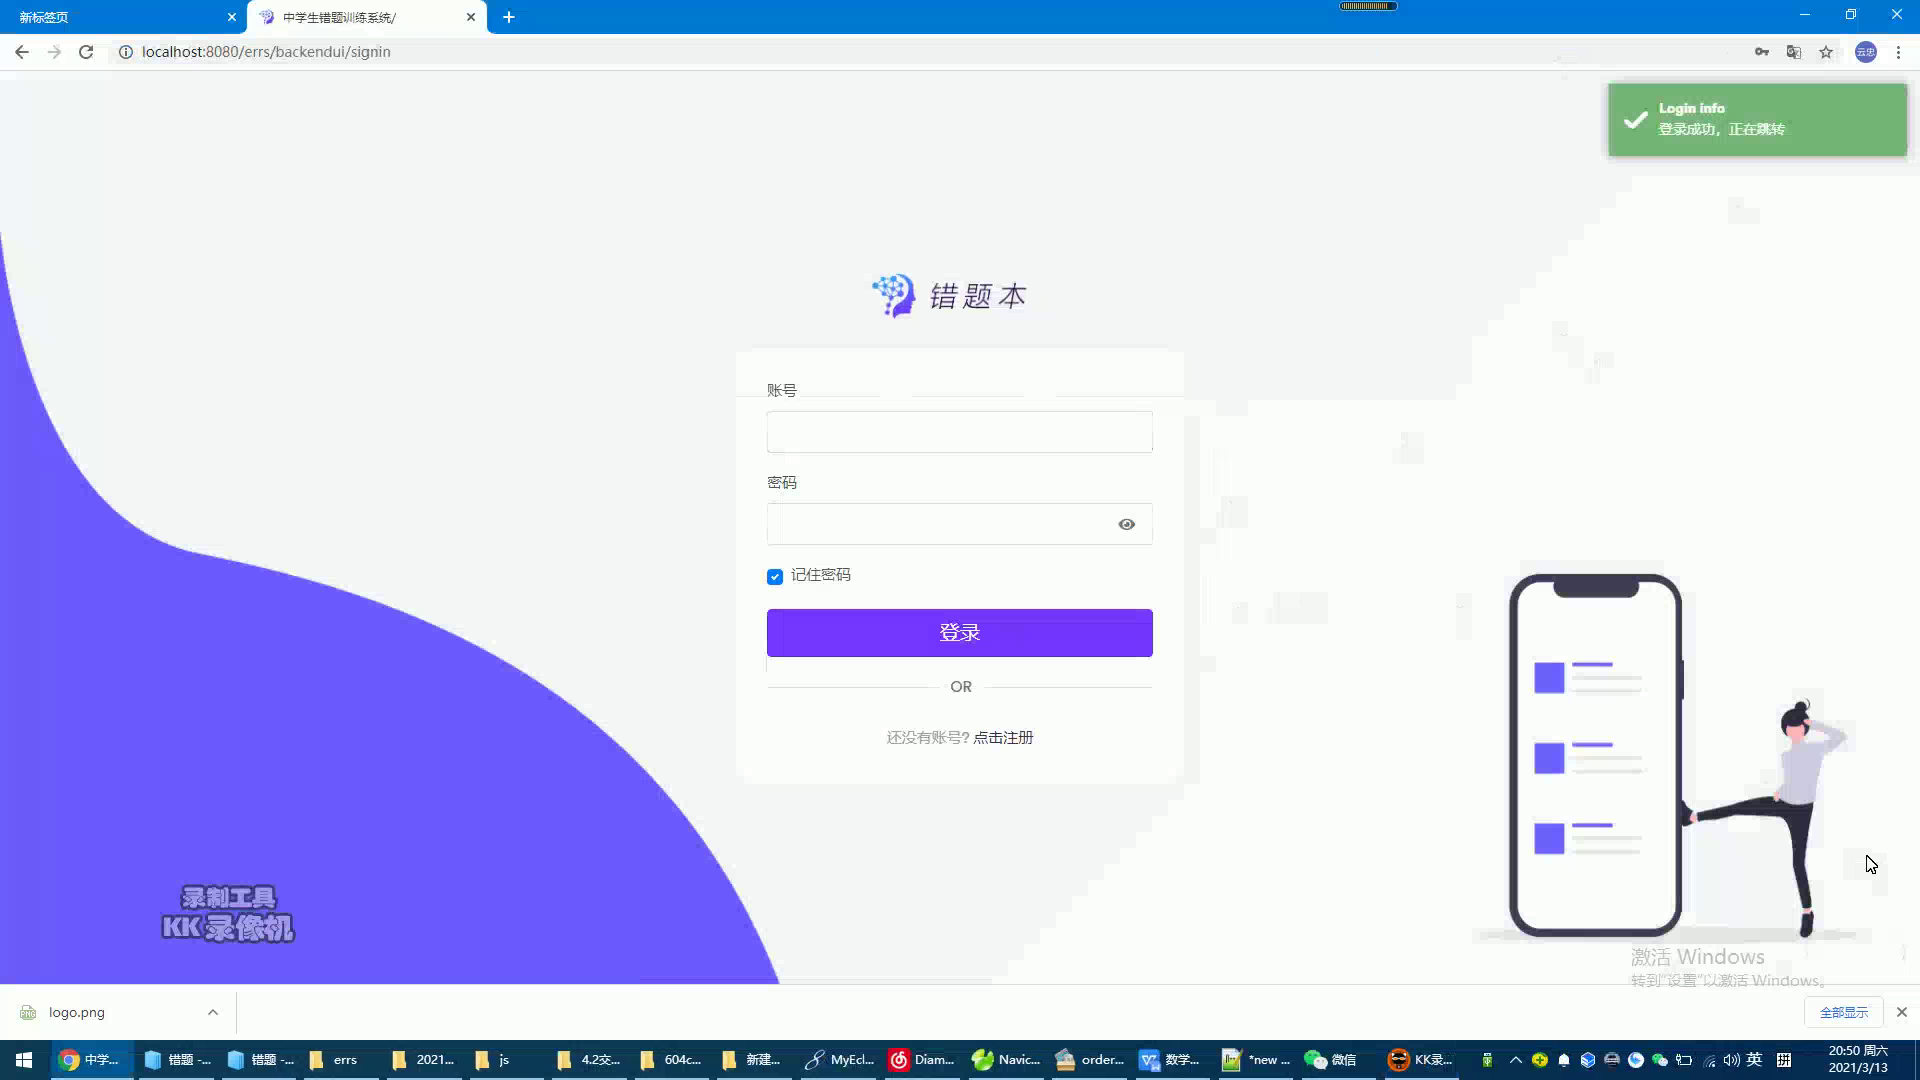 新标签页
中学生错题训练系统/
localhost:8080/errs/backendui/signin
云忠
Login info
登录成功，正在跳转
错题本
账号
密码
记住密码
登录
OR
还没有账号? 点击注册
录制工具
KK 录像机
激活 Windows
转到"设置"以激活 Windows。
logo.png
全部显示
中学...
错题 -...
错题 -...
errs
2021...
js
4.2交...
604c...
新建...
MyEcl...
Diam...
Navic...
order...
数学...
*new ...
微信
KK录...
英
拼
20:50 周六
2021/3/13